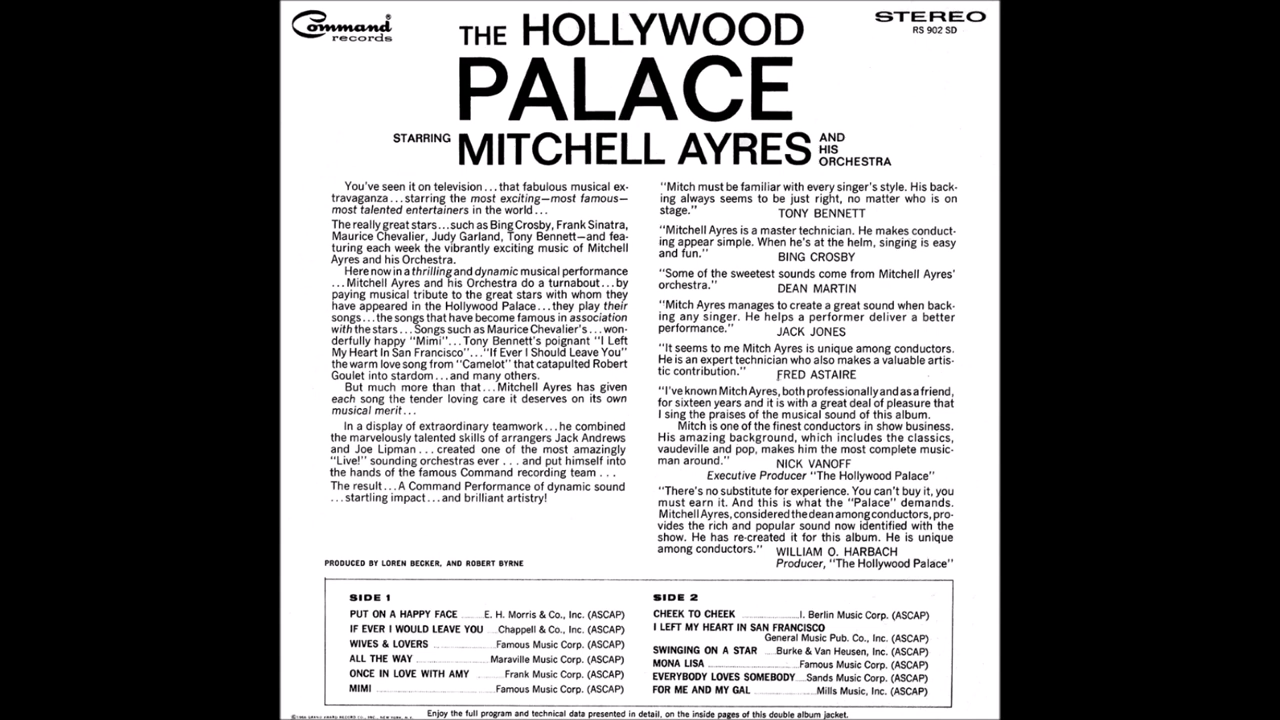 Command®
records
THE HOLLYWOOD
PALACE
STARRING MITCHELL AYRES AND HIS ORCHESTRA
STEREO
RS 902 SD
You've seen it on television...that fabulous musical ex-
travaganza...starring the most exciting—most famous—
most talented entertainers in the world...
The really great stars...such as Bing Crosby, Frank Sinatra,
Maurice Chevalier, Judy Garland, Tony Bennett—and fea-
turing each week the vibrantly exciting music of Mitchell
Ayres and his Orchestra.
Here now in a thrilling and dynamic musical performance
...Mitchell Ayres and his Orchestra do a turnabout...by
paying musical tribute to the great stars with whom they
have appeared in the Hollywood Palace...they play their
songs...the songs that have become famous in association
with the stars...Songs such as Maurice Chevalier's...won-
derfully happy "Mimi"...Tony Bennett's poignant "I Left
My Heart In San Francisco"..."If Ever I Should Leave You"
the warm love song from "Camelot" that catapulted Robert
Goulet into stardom...and many others.
But much more than that...Mitchell Ayres has given
each song the tender loving care it deserves on its own
musical merit...
In a display of extraordinary teamwork...he combined
the marvelously talented skills of arrangers Jack Andrews
and Joe Lipman...created one of the most amazingly
"Live!" sounding orchestras ever...and put himself into
the hands of the famous Command recording team...
The result...A Command Performance of dynamic sound
...startling impact...and brilliant artistry!
PRODUCED BY LOREN BECKER, AND ROBERT BYRNE
"Mitch must be familiar with every singer's style. His back-
ing always seems to be just right, no matter who is on
stage." TONY BENNETT
"Mitchell Ayres is a master technician. He makes conduct-
ing appear simple. When he's at the helm, singing is easy
and fun." BING CROSBY
"Some of the sweetest sounds come from Mitchell Ayres'
orchestra." DEAN MARTIN
"Mitch Ayres manages to create a great sound when back-
ing any singer. He helps a performer deliver a better
performance." JACK JONES
"It seems to me Mitch Ayres is unique among conductors.
He is an expert technician who also makes a valuable artis-
tic contribution." FRED ASTAIRE
"I've known Mitch Ayres, both professionally and as a friend,
for sixteen years and it is with a great deal of pleasure that
I sing the praises of the musical sound of this album.
Mitch is one of the finest conductors in show business.
His amazing background, which includes the classics,
vaudeville and pop, makes him the most complete music-
man around." NICK VANOFF
Executive Producer "The Hollywood Palace"
"There's no substitute for experience. You can't buy it, you
must earn it. And this is what the "Palace" demands.
Mitchell Ayres, considered the dean among conductors, pro-
vides the rich and popular sound now identified with the
show. He has re-created it for this album. He is unique
among conductors." WILLIAM O. HARBACH
Producer, "The Hollywood Palace"
SIDE 1
PUT ON A HAPPY FACE E. H. Morris & Co., Inc. (ASCAP)
IF EVER I WOULD LEAVE YOU Chappell & Co., Inc. (ASCAP)
WIVES & LOVERS Famous Music Corp. (ASCAP)
ALL THE WAY Maraville Music Corp. (ASCAP)
ONCE IN LOVE WITH AMY Frank Music Corp. (ASCAP)
MIMI Famous Music Corp. (ASCAP)
SIDE 2
CHEEK TO CHEEK I. Berlin Music Corp. (ASCAP)
I LEFT MY HEART IN SAN FRANCISCO
General Music Pub. Co., Inc. (ASCAP)
SWINGING ON A STAR Burke & Van Heusen, Inc. (ASCAP)
MONA LISA Famous Music Corp. (ASCAP)
EVERYBODY LOVES SOMEBODY Sands Music Corp. (ASCAP)
FOR ME AND MY GAL Mills Music, Inc. (ASCAP)
Enjoy the full program and technical data presented in detail, on the inside pages of this double album jacket.